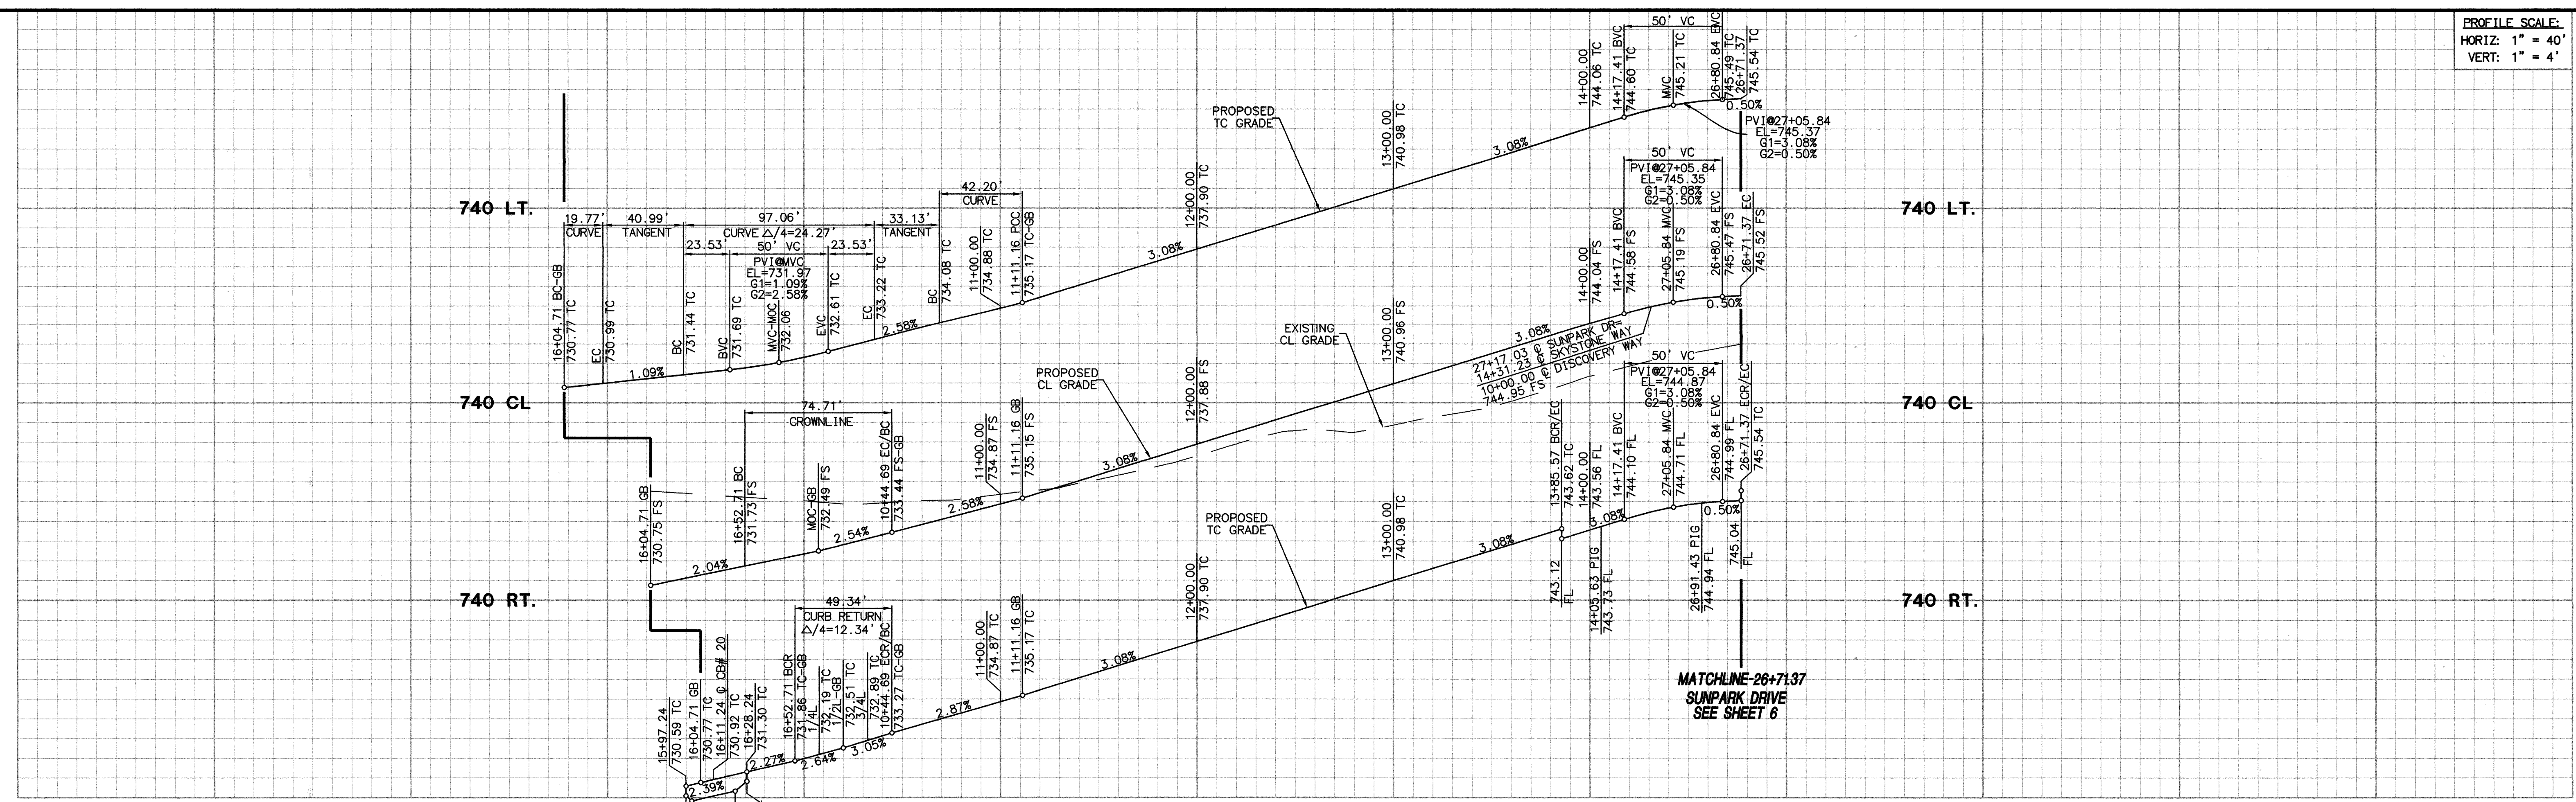 PROFILE SCALE:
HORIZ: 1" = 40'
VERT: 1" = 4'
50' VC
14+00.00
744.06 TC
14+17.41 BVC
744.60 TC
MVC
745.21 TC
26+80.84 EVC
745.49 TC
26+71.37
745.54 TC
0.50%
PVI@27+05.84
EL=745.37
G1=3.08%
G2=0.50%
PROPOSED
TC GRADE
3.08%
13+00.00
740.98 TC
12+00.00
737.90 TC
3.08%
740 LT.
740 LT.
19.77'
CURVE
40.99'
TANGENT
97.06'
CURVE △/4=24.27'
33.13'
TANGENT
42.20'
CURVE
23.53'
50' VC
23.53'
PVI@MVC
EL=731.97
G1=1.09%
G2=2.58%
16+04.71 BC-GB
730.77 TC
EC
730.99 TC
BC
731.44 TC
BVC
731.69 TC
MVC-MOC
732.06 TC
EVC
732.61 TC
EC
733.22 TC
BC
734.08 TC
11+00.00
734.88 TC
11+11.16 PCC
735.17 TC-GB
1.09%
2.58%
50' VC
PVI@27+05.84
EL=745.35
G1=3.08%
G2=0.50%
14+00.00
744.04 FS
14+17.41 BVC
744.58 FS
27+05.84 MVC
745.19 FS
26+80.84 EVC
745.47 FS
26+71.37 EC
745.52 FS
0.50%
3.08%
27+17.03 ℄ SUNPARK DR=
14+31.23 ℄ SKYSTONE WAY
10+00.00 ℄ DISCOVERY WAY
744.95 FS
EXISTING
CL GRADE
13+00.00
740.96 FS
PROPOSED
CL GRADE
12+00.00
737.88 FS
3.08%
740 CL
740 CL
74.71'
CROWNLINE
16+04.71 GB
730.75 FS
16+52.71 BC
731.73 FS
MOC-GB
732.49 FS
10+44.69 EC/BC
733.44 FS-GB
11+00.00
734.87 FS
11+11.16 GB
735.15 FS
2.04%
2.54%
2.58%
50' VC
PVI@27+05.84
EL=744.87
G1=3.08%
G2=0.50%
13+85.57 BCR/EC
743.62 TC
14+00.00
743.56 FL
14+17.41 BVC
744.10 FL
27+05.84 MVC
744.71 FL
26+80.84 EVC
744.99 FL
26+71.37 ECR/EC
745.54 TC
0.50%
3.08%
743.12
FL
14+05.63 PIG
743.73 FL
26+91.43 PIG
744.94 FL
745.04
FL
PROPOSED
TC GRADE
13+00.00
740.98 TC
3.08%
12+00.00
737.90 TC
3.08%
740 RT.
740 RT.
49.34'
CURB RETURN
△/4=12.34'
15+97.24
730.59 TC
16+04.71 GB
730.77 TC
16+11.24 ℄ CB# 20
730.92 TC
16+28.24
731.30 TC
16+52.71 BCR
731.86 TC-GB
1/4L
732.19 TC
1/2L-GB
732.51 TC
3/4L
732.89 TC
10+44.69 ECR/BC
733.27 TC-GB
11+00.00
734.87 TC
11+11.16 GB
735.17 TC
2.39%
2.27%
2.64%
3.05%
2.87%
MATCHLINE-26+71.37
SUNPARK DRIVE
SEE SHEET 6